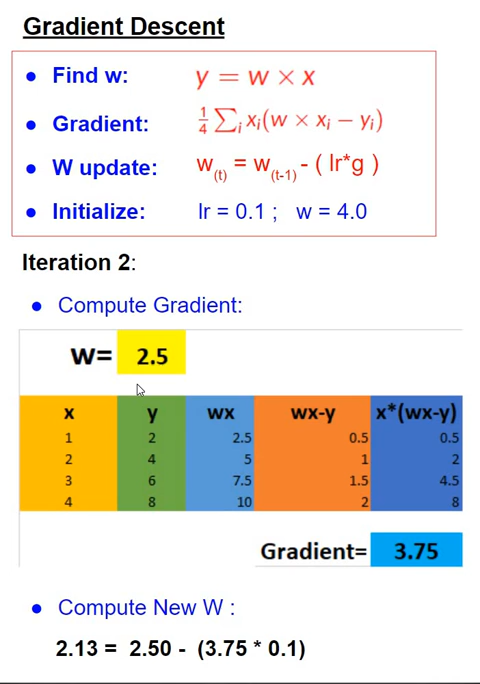 Gradient Descent
● Find w: y = w × x
● Gradient: ¼ ∑ᵢ xᵢ(w × xᵢ − yᵢ)
● W update: w(t) = w(t-1) - ( lr*g )
● Initialize: lr = 0.1 ; w = 4.0
Iteration 2:
● Compute Gradient:
W= 2.5
x y wx wx-y x*(wx-y)
1 2 2.5 0.5 0.5
2 4 5 1 2
3 6 7.5 1.5 4.5
4 8 10 2 8
Gradient= 3.75
● Compute New W :
2.13 = 2.50 - (3.75 * 0.1)